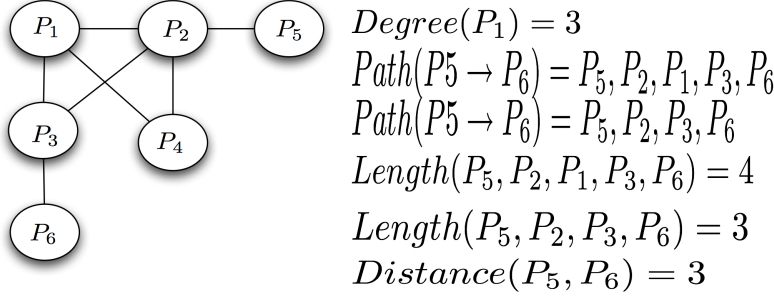 P₁ P₂ P₅
P₃ P₄
P₆
Degree(P₁) = 3
Path(P5 → P₆) = P₅, P₂, P₁, P₃, P₆
Path(P5 → P₆) = P₅, P₂, P₃, P₆
Length(P₅, P₂, P₁, P₃, P₆) = 4
Length(P₅, P₂, P₃, P₆) = 3
Distance(P₅, P₆) = 3